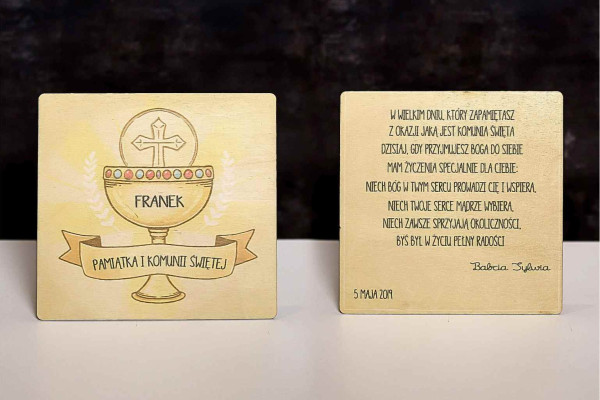 FRANEK
PAMIĄTKA I KOMUNII ŚWIĘTEJ
W WIELKIM DNIU, KTÓRY ZAPAMIĘTASZ
Z OKAZJI JAKĄ JEST KOMUNIA ŚWIĘTA
DZISIAJ, GDY PRZYJMUJESZ BOGA DO SIEBIE
MAM ŻYCZENIA SPECJALNIE DLA CIEBIE:
NIECH BÓG W TWYM SERCU PROWADZI CIĘ I WSPIERA,
NIECH TWOJE SERCE MĄDRZE WYBIERA,
NIECH ZAWSZE SPRZYJAJĄ OKOLICZNOŚCI,
BYŚ BYŁ W ŻYCIU PEŁNY RADOŚCI
Babcia Sylwia
5 MAJA 2019